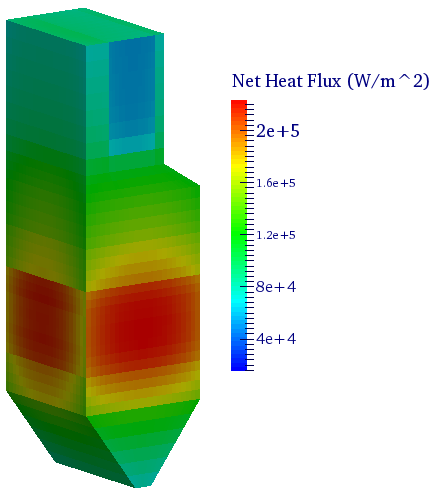 Net Heat Flux (W/m^2)
2e+5
1.6e+5
1.2e+5
8e+4
4e+4